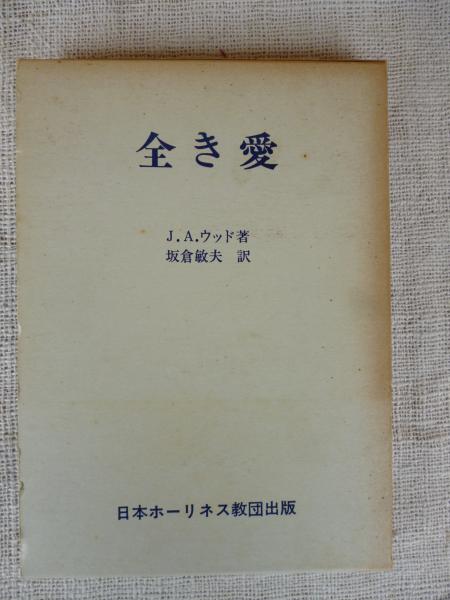 全き愛
J.A.ウッド著
坂倉敏夫 訳
日本ホーリネス教団出版